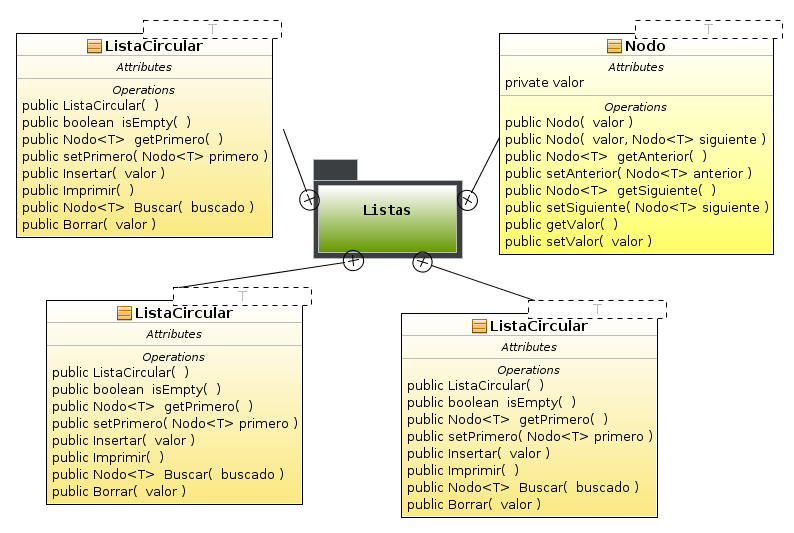 T
ListaCircular
Attributes
Operations
public ListaCircular(  )
public boolean  isEmpty(  )
public Nodo<T>  getPrimero(  )
public setPrimero( Nodo<T> primero )
public Insertar(  valor )
public Imprimir(  )
public Nodo<T>  Buscar(  buscado )
public Borrar(  valor )
T
Nodo
Attributes
private valor
Operations
public Nodo(  valor )
public Nodo(  valor, Nodo<T> siguiente )
public Nodo<T>  getAnterior(  )
public setAnterior( Nodo<T> anterior )
public Nodo<T>  getSiguiente(  )
public setSiguiente( Nodo<T> siguiente )
public getValor(  )
public setValor(  valor )
Listas
T
ListaCircular
Attributes
Operations
public ListaCircular(  )
public boolean  isEmpty(  )
public Nodo<T>  getPrimero(  )
public setPrimero( Nodo<T> primero )
public Insertar(  valor )
public Imprimir(  )
public Nodo<T>  Buscar(  buscado )
public Borrar(  valor )
T
ListaCircular
Attributes
Operations
public ListaCircular(  )
public boolean  isEmpty(  )
public Nodo<T>  getPrimero(  )
public setPrimero( Nodo<T> primero )
public Insertar(  valor )
public Imprimir(  )
public Nodo<T>  Buscar(  buscado )
public Borrar(  valor )